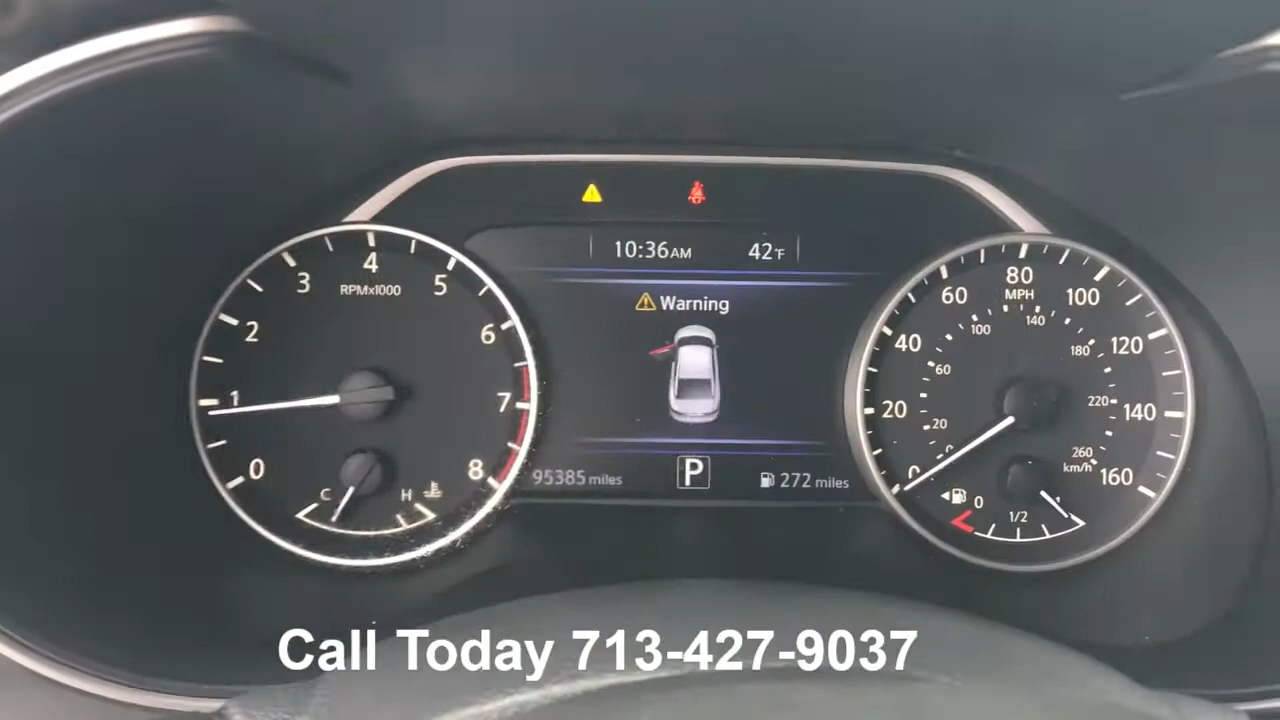 10:36AM 42°F
Warning
0 1 2 3 4 5 6 7 8
RPMx1000
C H
0 20 40 60 80 100 120 140 160
MPH
20 60 100 140 180 220 260
km/h
0 1/2 1
95385 miles P 272 miles
Call Today 713-427-9037